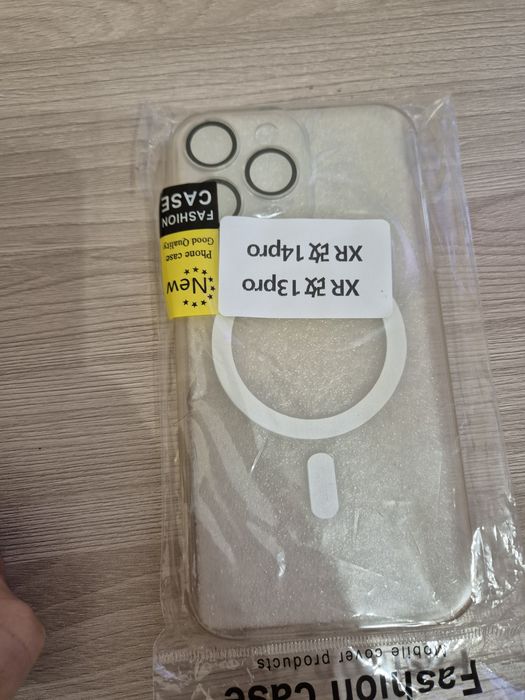 Fashion Case
Mobile cover products
XR 改 13pro
XR 改 14pro
New
Phone case
Good Quality
FASHION
CASE